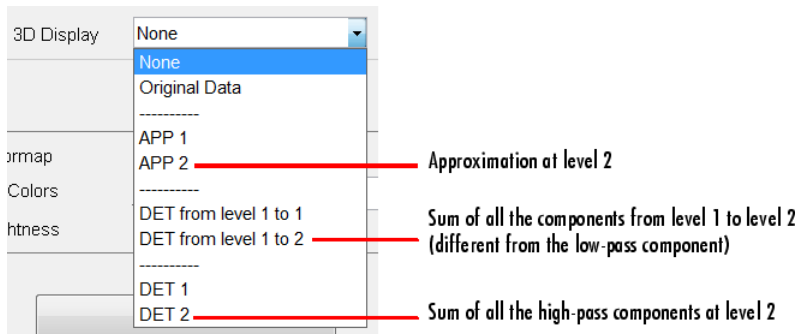 3D Display None
None
Original Data
----------
APP 1
APP 2 Approximation at level 2
----------
DET from level 1 to 1
DET from level 1 to 2
Sum of all the components from level 1 to level 2
(different from the low-pass component)
----------
DET 1
DET 2 Sum of all the high-pass components at level 2
Colors